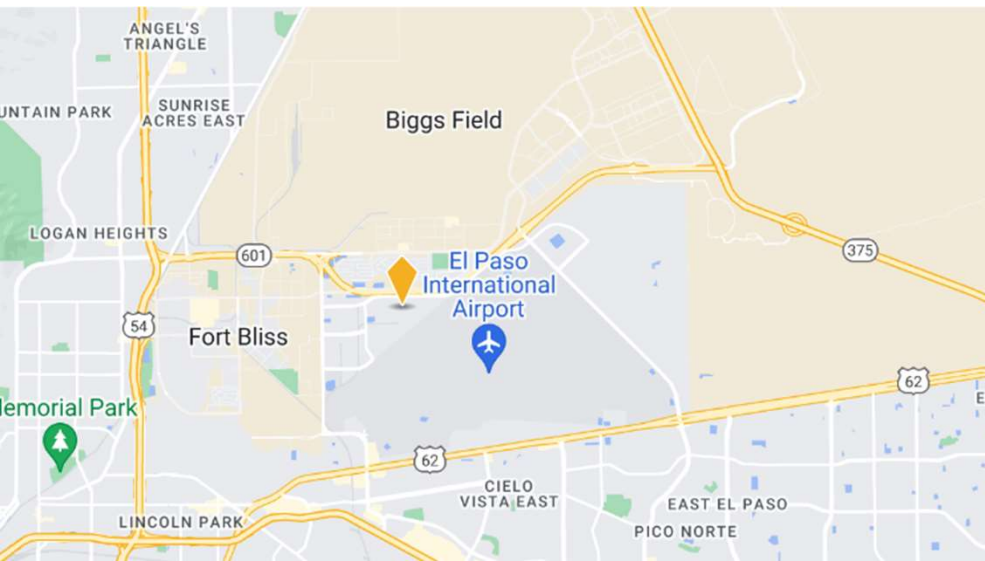 ANGEL'S
TRIANGLE
UNTAIN PARK
SUNRISE
ACRES EAST
Biggs Field
LOGAN HEIGHTS
601
El Paso
International
Airport
375
54
Fort Bliss
62
emorial Park
E
62
CIELO
VISTA EAST
EAST EL PASO
LINCOLN PARK
PICO NORTE